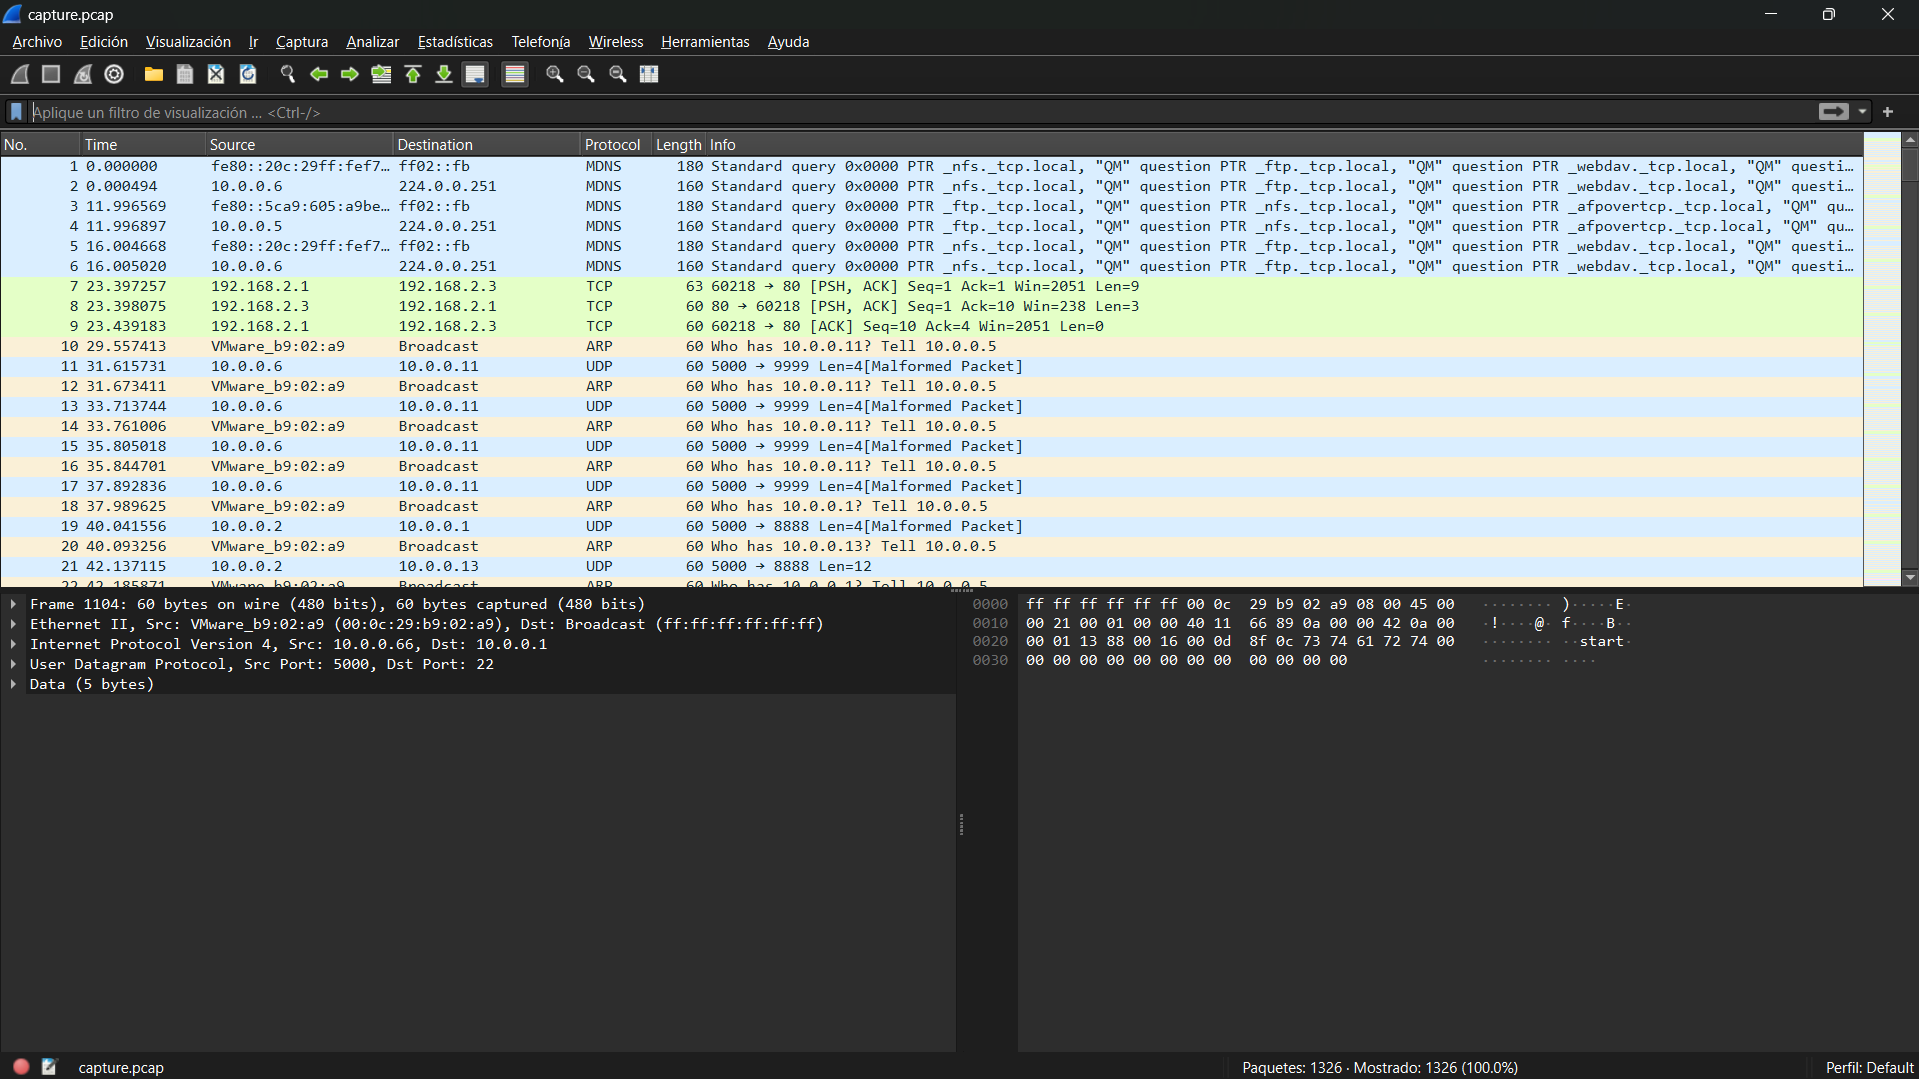 capture.pcap
Archivo Edición Visualización Ir Captura Analizar Estadísticas Telefonía Wireless Herramientas Ayuda
Aplique un filtro de visualización ... <Ctrl-/>
No. Time Source Destination Protocol Length Info
1 0.000000 fe80::20c:29ff:fef7… ff02::fb MDNS 180 Standard query 0x0000 PTR _nfs._tcp.local, "QM" question PTR _ftp._tcp.local, "QM" question PTR _webdav._tcp.local, "QM" questi…
2 0.000494 10.0.0.6 224.0.0.251 MDNS 160 Standard query 0x0000 PTR _nfs._tcp.local, "QM" question PTR _ftp._tcp.local, "QM" question PTR _webdav._tcp.local, "QM" questi…
3 11.996569 fe80::5ca9:605:a9be… ff02::fb MDNS 180 Standard query 0x0000 PTR _ftp._tcp.local, "QM" question PTR _nfs._tcp.local, "QM" question PTR _afpovertcp._tcp.local, "QM" qu…
4 11.996897 10.0.0.5 224.0.0.251 MDNS 160 Standard query 0x0000 PTR _ftp._tcp.local, "QM" question PTR _nfs._tcp.local, "QM" question PTR _afpovertcp._tcp.local, "QM" qu…
5 16.004668 fe80::20c:29ff:fef7… ff02::fb MDNS 180 Standard query 0x0000 PTR _nfs._tcp.local, "QM" question PTR _ftp._tcp.local, "QM" question PTR _webdav._tcp.local, "QM" questi…
6 16.005020 10.0.0.6 224.0.0.251 MDNS 160 Standard query 0x0000 PTR _nfs._tcp.local, "QM" question PTR _ftp._tcp.local, "QM" question PTR _webdav._tcp.local, "QM" questi…
7 23.397257 192.168.2.1 192.168.2.3 TCP 63 60218 → 80 [PSH, ACK] Seq=1 Ack=1 Win=2051 Len=9
8 23.398075 192.168.2.3 192.168.2.1 TCP 60 80 → 60218 [PSH, ACK] Seq=1 Ack=10 Win=238 Len=3
9 23.439183 192.168.2.1 192.168.2.3 TCP 60 60218 → 80 [ACK] Seq=10 Ack=4 Win=2051 Len=0
10 29.557413 VMware_b9:02:a9 Broadcast ARP 60 Who has 10.0.0.11? Tell 10.0.0.5
11 31.615731 10.0.0.6 10.0.0.11 UDP 60 5000 → 9999 Len=4[Malformed Packet]
12 31.673411 VMware_b9:02:a9 Broadcast ARP 60 Who has 10.0.0.11? Tell 10.0.0.5
13 33.713744 10.0.0.6 10.0.0.11 UDP 60 5000 → 9999 Len=4[Malformed Packet]
14 33.761006 VMware_b9:02:a9 Broadcast ARP 60 Who has 10.0.0.11? Tell 10.0.0.5
15 35.805018 10.0.0.6 10.0.0.11 UDP 60 5000 → 9999 Len=4[Malformed Packet]
16 35.844701 VMware_b9:02:a9 Broadcast ARP 60 Who has 10.0.0.11? Tell 10.0.0.5
17 37.892836 10.0.0.6 10.0.0.11 UDP 60 5000 → 9999 Len=4[Malformed Packet]
18 37.989625 VMware_b9:02:a9 Broadcast ARP 60 Who has 10.0.0.1? Tell 10.0.0.5
19 40.041556 10.0.0.2 10.0.0.1 UDP 60 5000 → 8888 Len=4[Malformed Packet]
20 40.093256 VMware_b9:02:a9 Broadcast ARP 60 Who has 10.0.0.13? Tell 10.0.0.5
21 42.137115 10.0.0.2 10.0.0.13 UDP 60 5000 → 8888 Len=12
22 42.185871 VMware_b9:02:a9 Broadcast ARP 60 Who has 10.0.0.1? Tell 10.0.0.5
Frame 1104: 60 bytes on wire (480 bits), 60 bytes captured (480 bits)
Ethernet II, Src: VMware_b9:02:a9 (00:0c:29:b9:02:a9), Dst: Broadcast (ff:ff:ff:ff:ff:ff)
Internet Protocol Version 4, Src: 10.0.0.66, Dst: 10.0.0.1
User Datagram Protocol, Src Port: 5000, Dst Port: 22
Data (5 bytes)
0000 ff ff ff ff ff ff 00 0c 29 b9 02 a9 08 00 45 00 ········ )·····E·
0010 00 21 00 01 00 00 40 11 66 89 0a 00 00 42 0a 00 ·!····@· f····B··
0020 00 01 13 88 00 16 00 0d 8f 0c 73 74 61 72 74 00 ········ ··start·
0030 00 00 00 00 00 00 00 00 00 00 00 00 ········ ····
capture.pcap Paquetes: 1326 · Mostrado: 1326 (100.0%) Perfil: Default